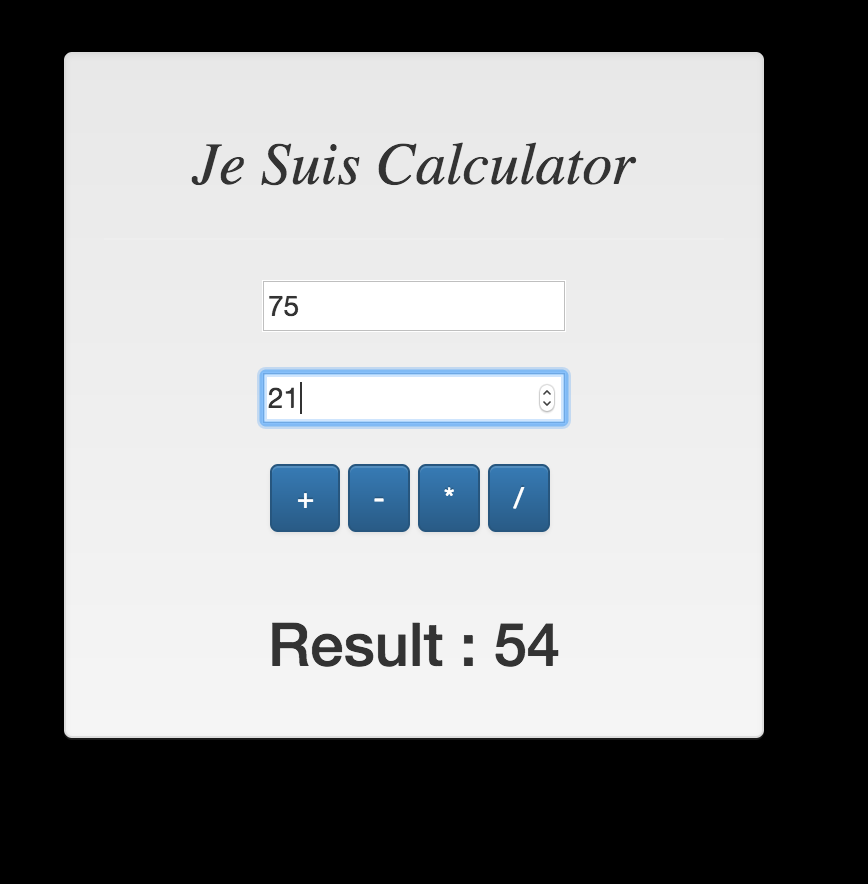 Je Suis Calculator
75
21
+ - * /
Result : 54